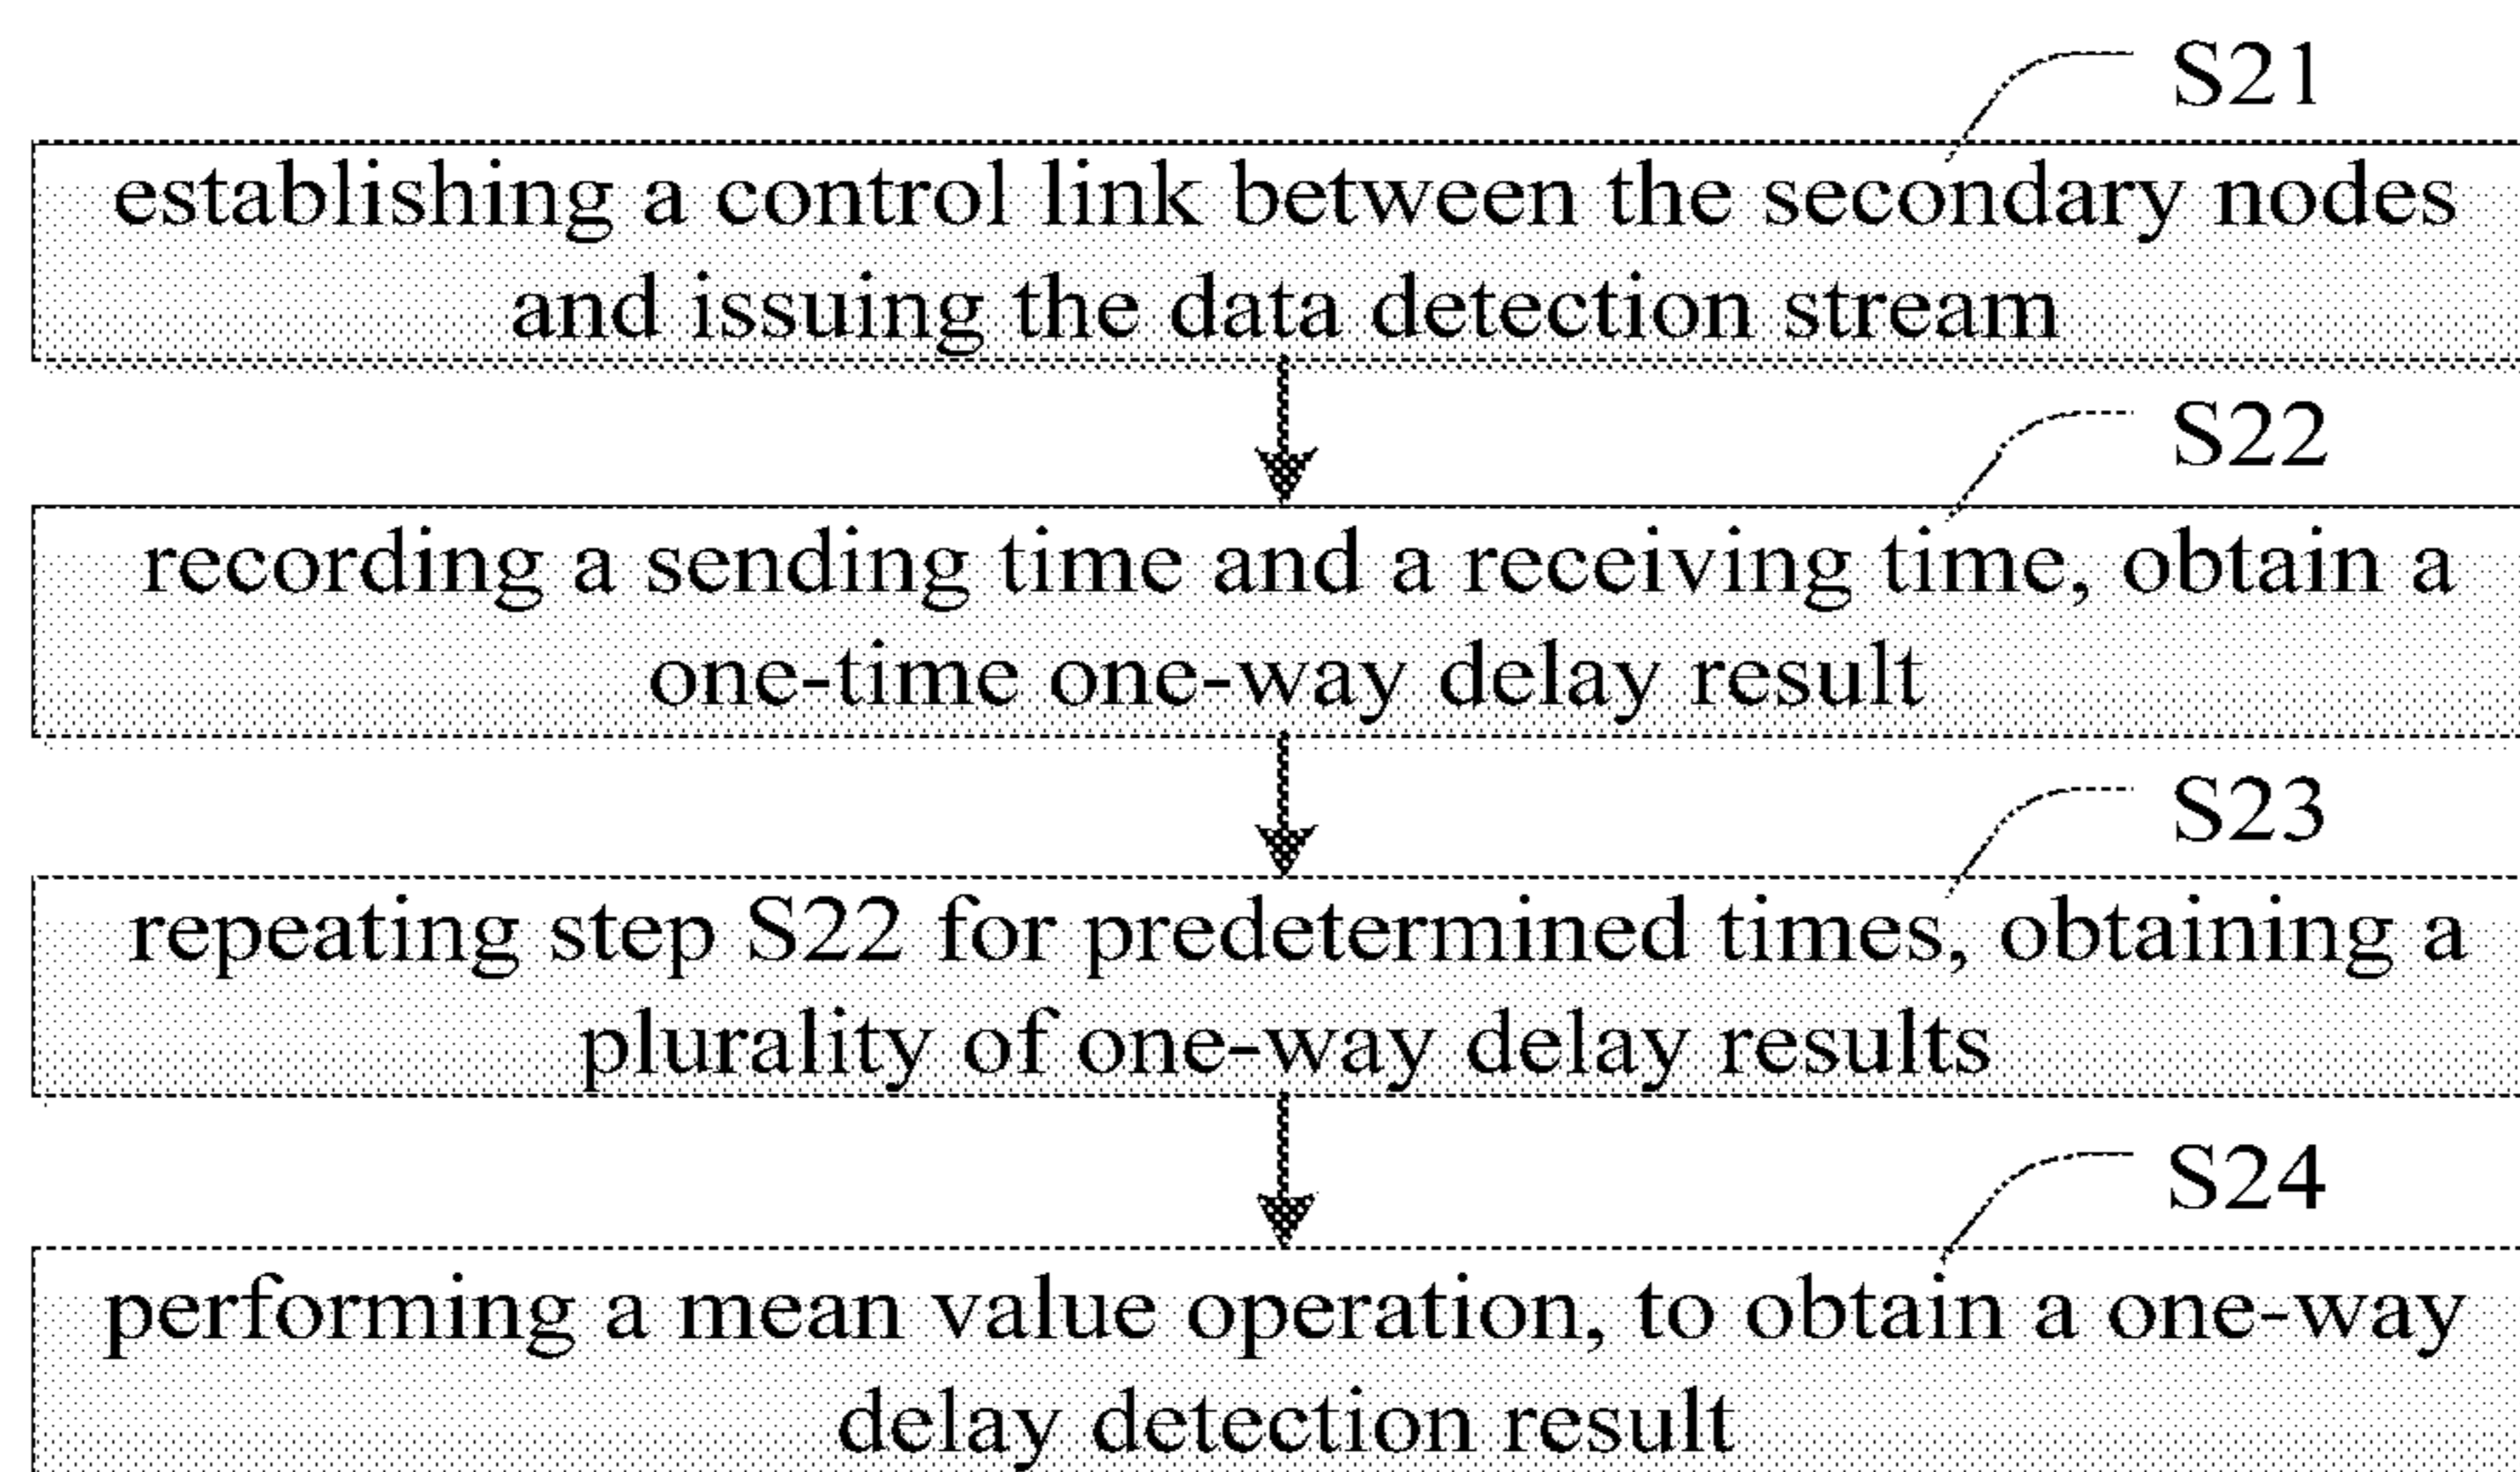 S21
establishing a control link between the secondary nodes
and issuing the data detection stream
S22
recording a sending time and a receiving time, obtain a
one-time one-way delay result
S23
repeating step S22 for predetermined times, obtaining a
plurality of one-way delay results
S24
performing a mean value operation, to obtain a one-way
delay detection result